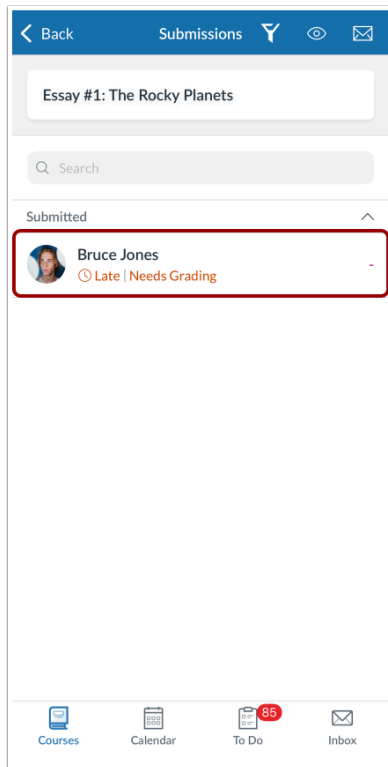 Back
Submissions
Essay #1: The Rocky Planets
Search
Submitted
Bruce Jones
-
Late | Needs Grading
85
Courses
Calendar
To Do
Inbox